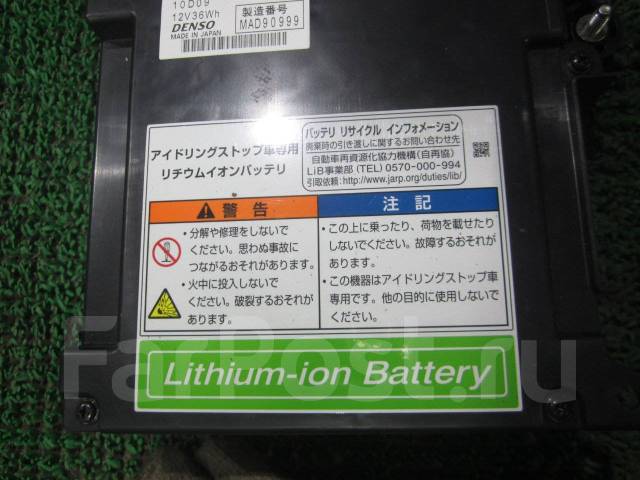 10D09
12V36Wh
DENSO
MADE IN JAPAN
製造番号
MAD90999
アイドリングストップ車専用
リチウムイオンバッテリ
バッテリ リサイクル インフォメーション
廃棄時の引き渡しに関するお問い合わせ先
自動車再資源化協力機構(自再協)
LiB事業部(TEL) 0570-000-994
引取依頼:http://www.jarp.org/duties/lib/
警告
・分解や修理をしないで
ください。思わぬ事故に
つながるおそれがあります。
・火中に投入しないで
ください。破裂するおそれが
あります。
注記
・この上に乗ったり、荷物を載せたり
しないでください。故障するおそれが
あります。
・この機器はアイドリングストップ車
専用です。他の目的に使用しないで
ください。
Lithium-ion Battery
FarPost.ru